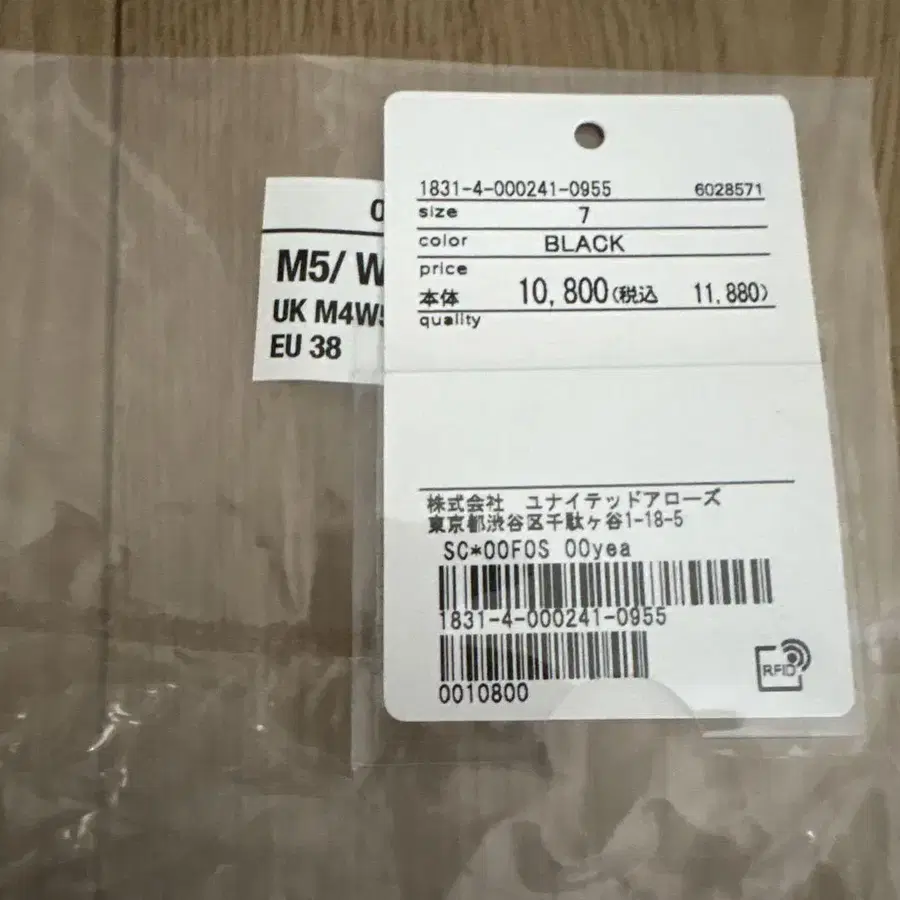 1831-4-000241-0955 6028571
size 7
color BLACK
price
本体 10,800(税込 11,880)
quality
株式会社 ユナイテッドアローズ
東京都渋谷区千駄ヶ谷1-18-5
SC*00FOS 00yea
1831-4-000241-0955
0010800
RFID
M5/ W
UK M4W
EU 38